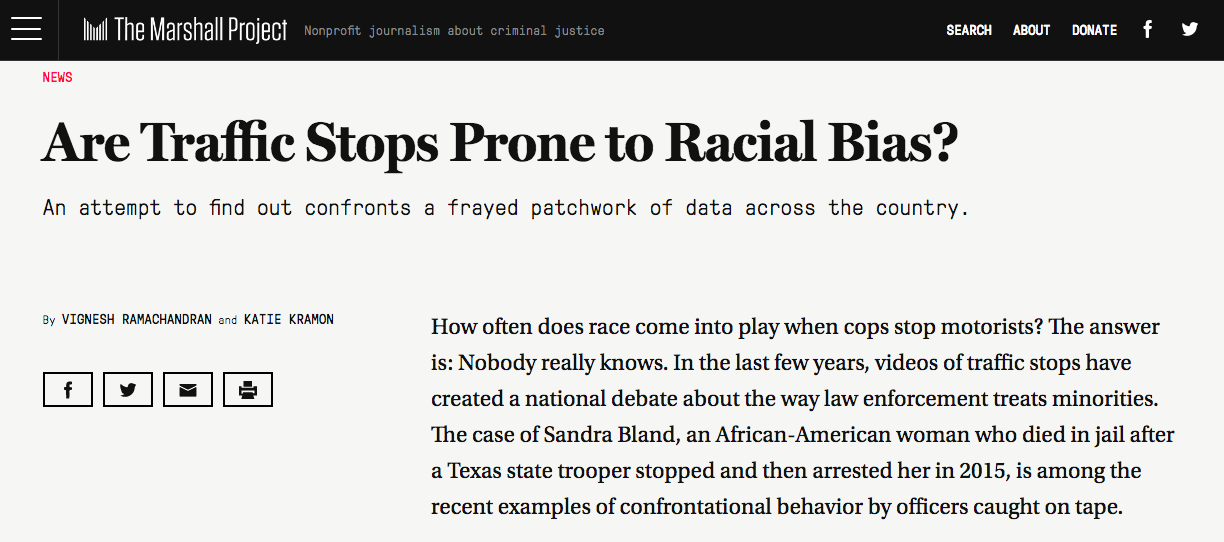 The Marshall Project Nonprofit journalism about criminal justice SEARCH ABOUT DONATE
NEWS
Are Traffic Stops Prone to Racial Bias?
An attempt to find out confronts a frayed patchwork of data across the country.
By VIGNESH RAMACHANDRAN and KATIE KRAMON
How often does race come into play when cops stop motorists? The answer
is: Nobody really knows. In the last few years, videos of traffic stops have
created a national debate about the way law enforcement treats minorities.
The case of Sandra Bland, an African-American woman who died in jail after
a Texas state trooper stopped and then arrested her in 2015, is among the
recent examples of confrontational behavior by officers caught on tape.